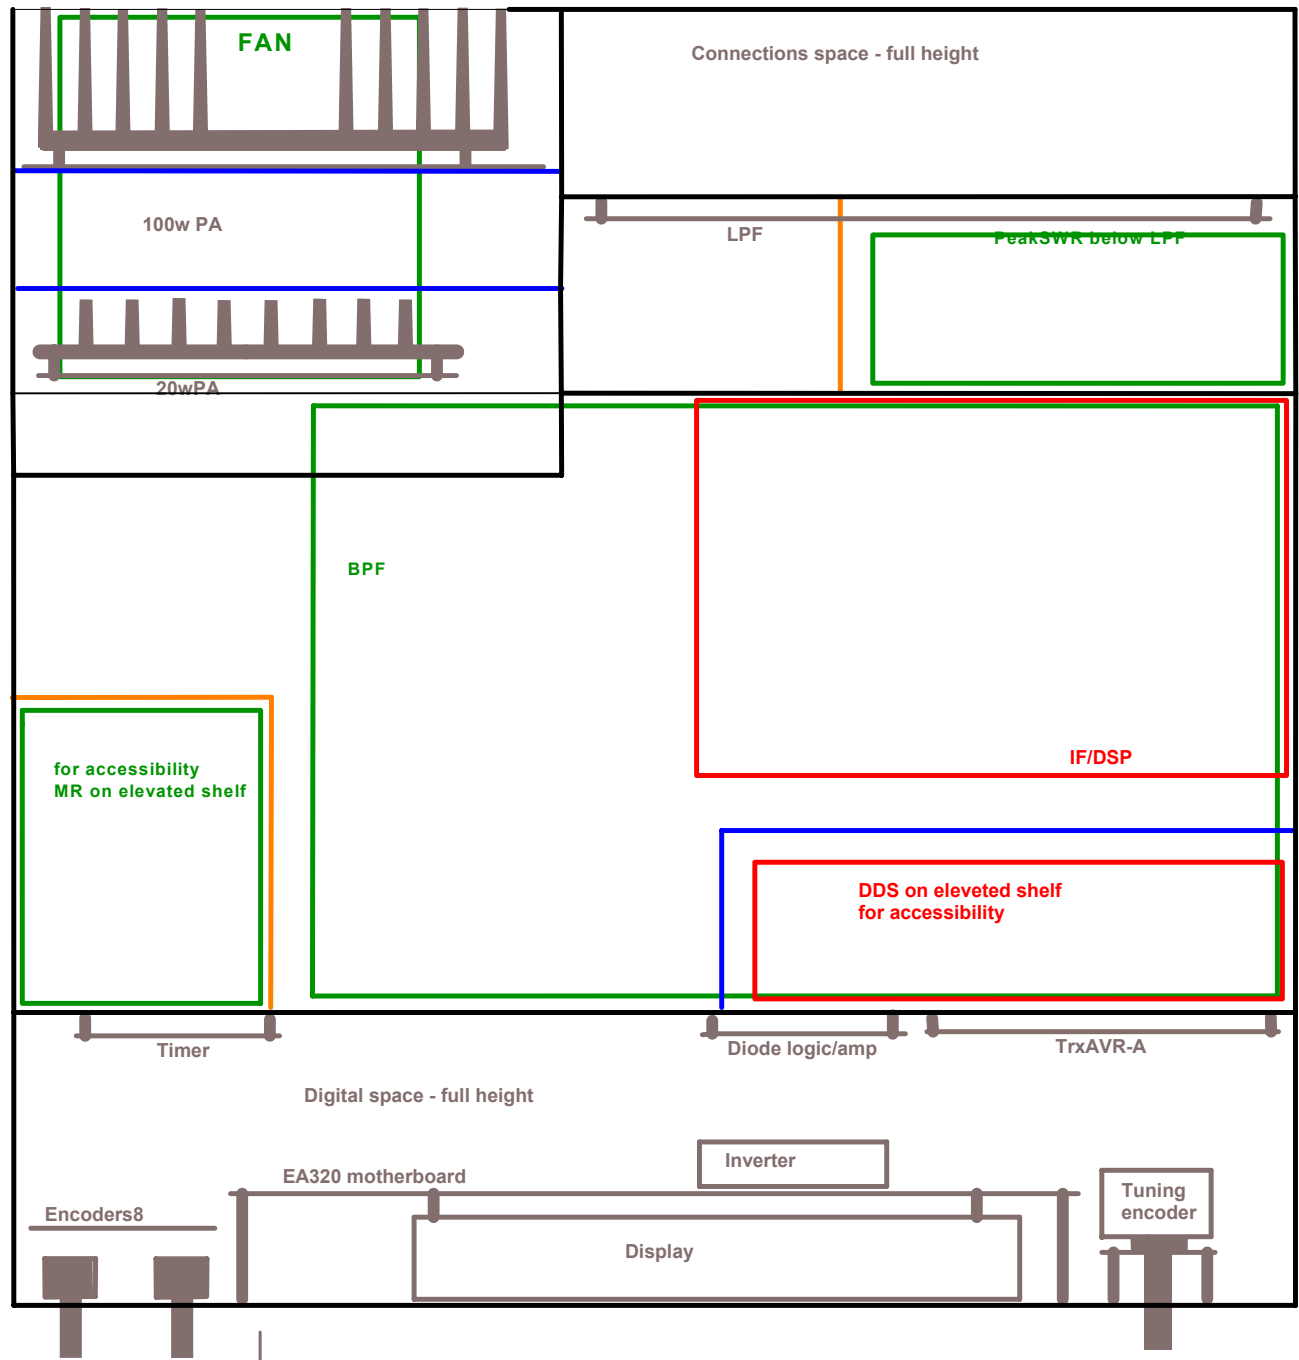 FAN
Connections space - full height
100w PA
LPF
PeakSWR below LPF
20wPA
BPF
for accessibility
MR on elevated shelf
IF/DSP
DDS on eleveted shelf
for accessibility
Timer
Diode logic/amp
TrxAVR-A
Digital space - full height
Inverter
EA320 motherboard
Tuning
encoder
Encoders8
Display